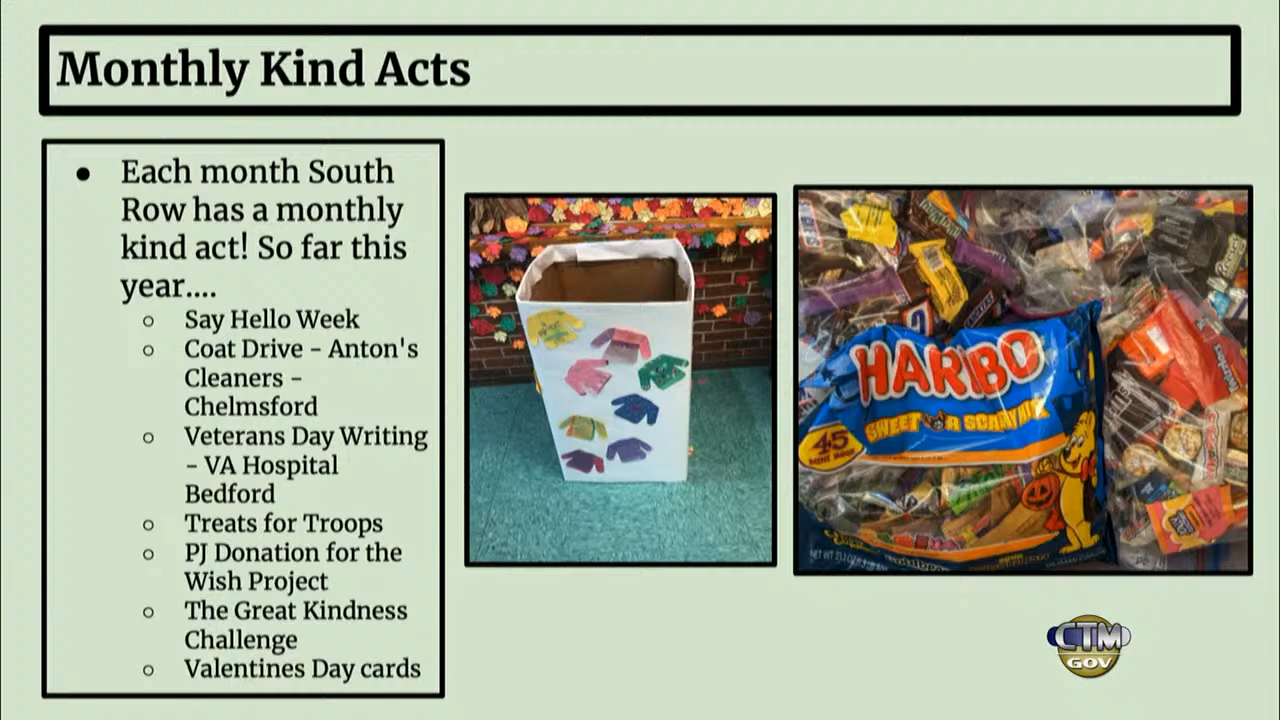 Monthly Kind Acts
● Each month South
Row has a monthly
kind act! So far this
year....
○ Say Hello Week
○ Coat Drive - Anton's
Cleaners -
Chelmsford
○ Veterans Day Writing
- VA Hospital
Bedford
○ Treats for Troops
○ PJ Donation for the
Wish Project
○ The Great Kindness
Challenge
○ Valentines Day cards
HARIBO
SWEET OR SCARY MIX
45
MINI BAGS
CTM
GOV